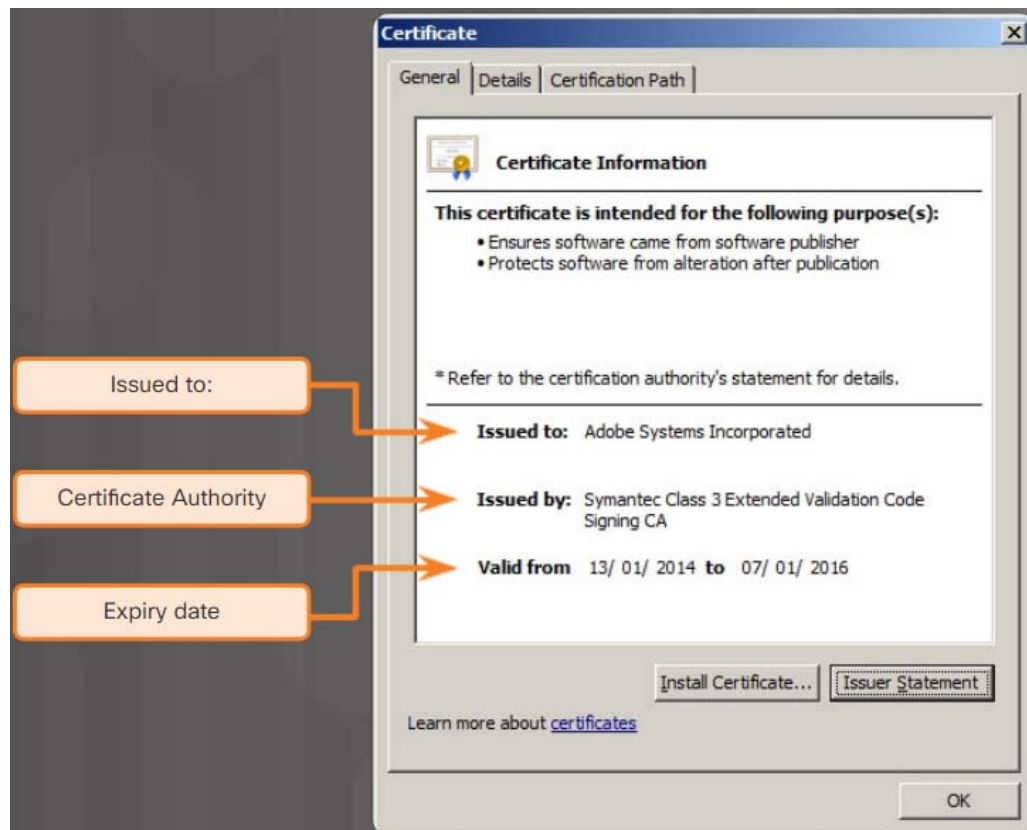 Certificate
General Details Certification Path
Certificate Information
This certificate is intended for the following purpose(s):
• Ensures software came from software publisher
• Protects software from alteration after publication
* Refer to the certification authority's statement for details.
Issued to:
Issued to: Adobe Systems Incorporated
Certificate Authority
Issued by: Symantec Class 3 Extended Validation Code
Signing CA
Expiry date
Valid from 13/ 01/ 2014 to 07/ 01/ 2016
Install Certificate... Issuer Statement
Learn more about certificates
OK